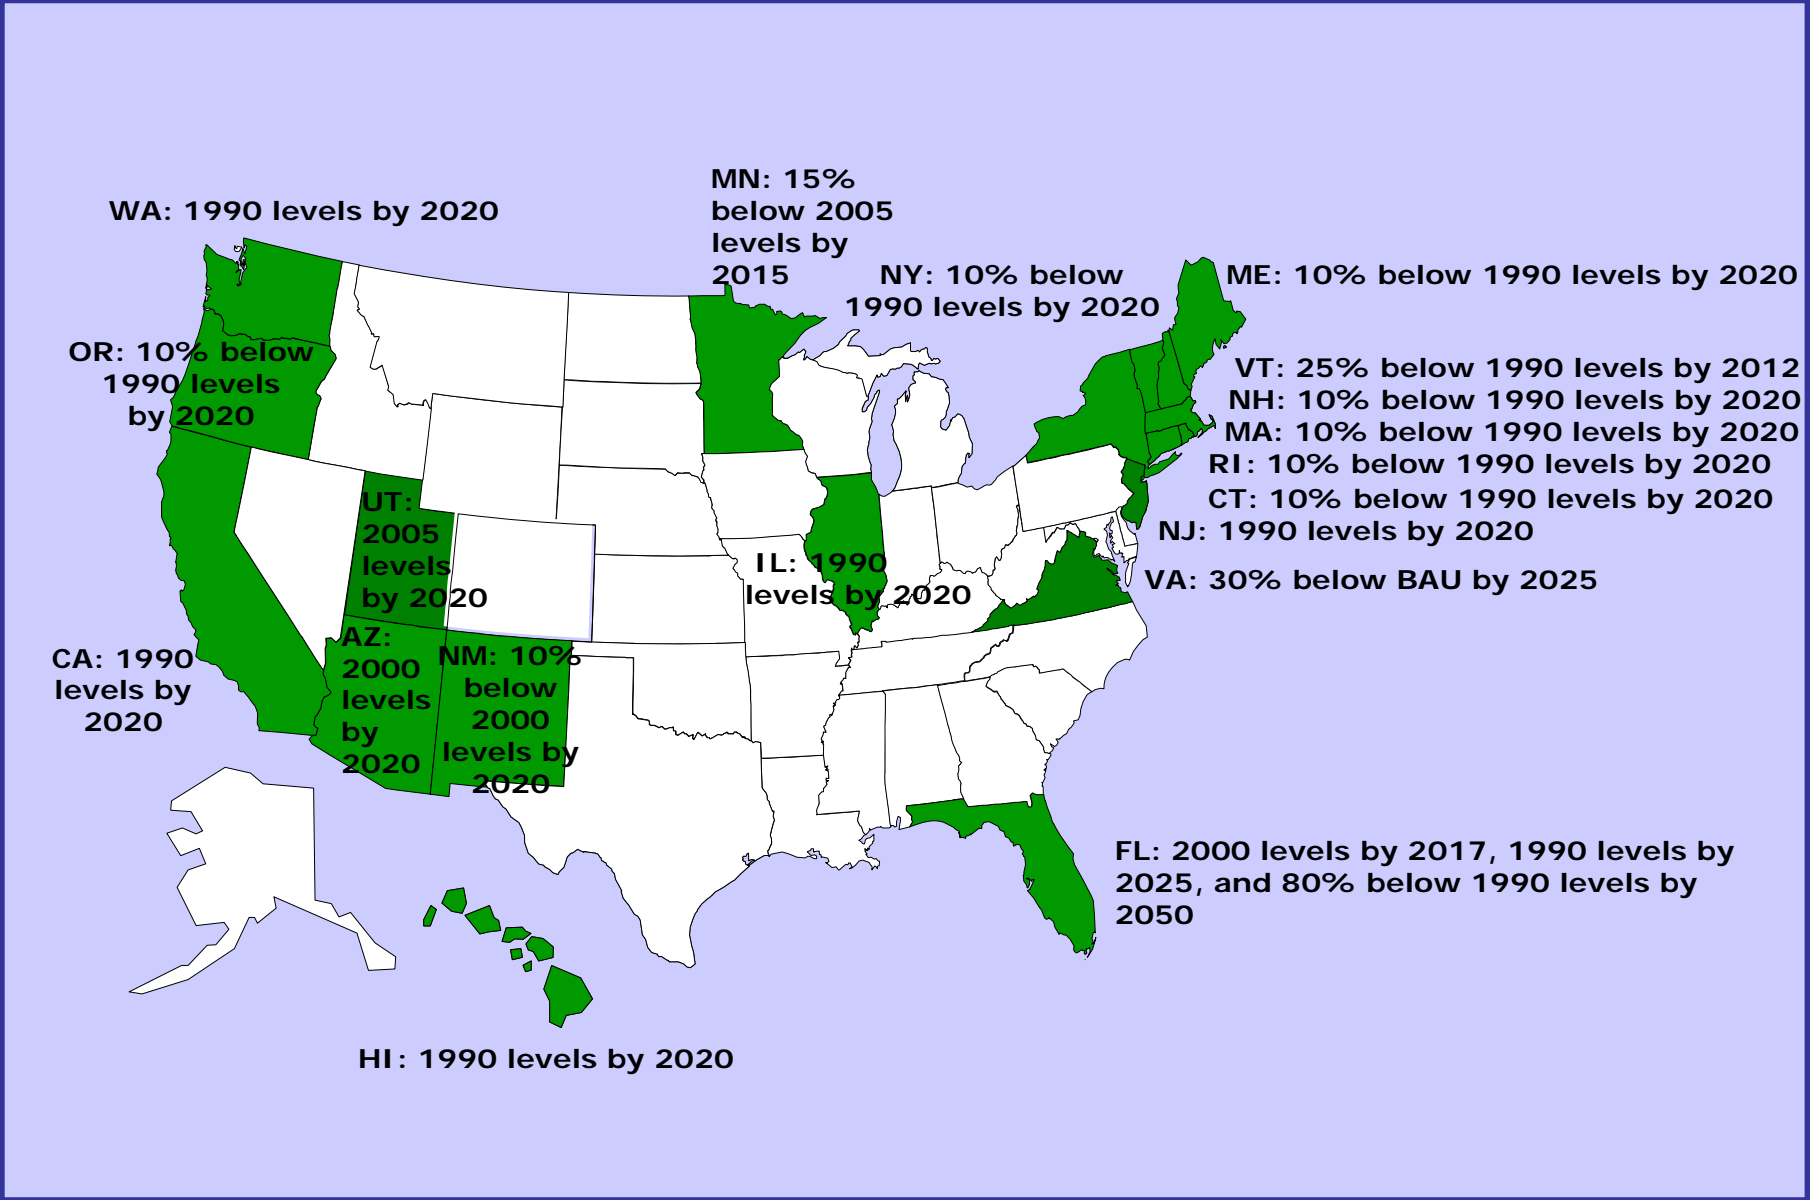 MN: 15%
below 2005
levels by
2015
WA: 1990 levels by 2020
NY: 10% below
1990 levels by 2020
ME: 10% below 1990 levels by 2020
OR: 10% below
1990 levels
by 2020
VT: 25% below 1990 levels by 2012
NH: 10% below 1990 levels by 2020
MA: 10% below 1990 levels by 2020
RI: 10% below 1990 levels by 2020
CT: 10% below 1990 levels by 2020
NJ: 1990 levels by 2020
VA: 30% below BAU by 2025
UT:
2005
levels
by 2020
IL: 1990
levels by 2020
CA: 1990
levels by
2020
AZ:
2000
levels
by
2020
NM: 10%
below
2000
levels by
2020
FL: 2000 levels by 2017, 1990 levels by
2025, and 80% below 1990 levels by
2050
HI: 1990 levels by 2020